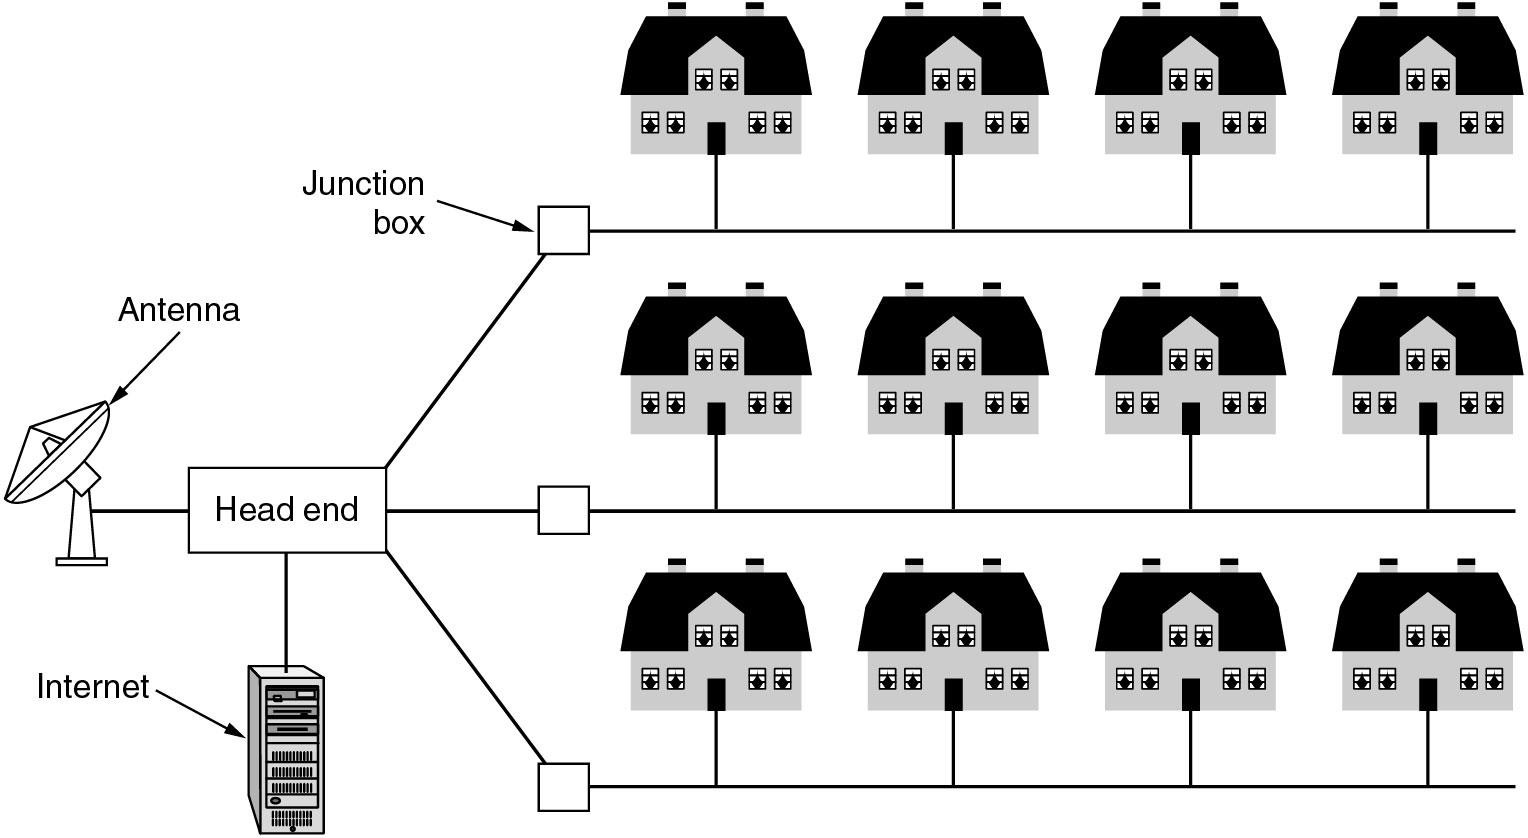 Junction
box
Antenna
Head end
Internet